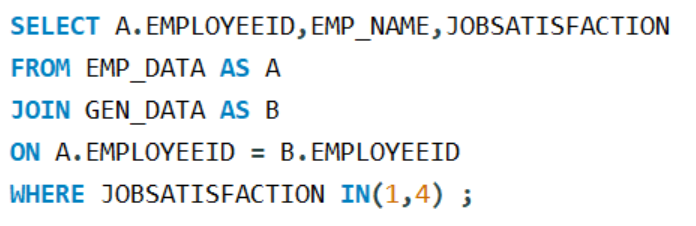 SELECT A.EMPLOYEEID,EMP_NAME,JOBSATISFACTION
FROM EMP_DATA AS A
JOIN GEN_DATA AS B
ON A.EMPLOYEEID = B.EMPLOYEEID
WHERE JOBSATISFACTION IN(1,4) ;